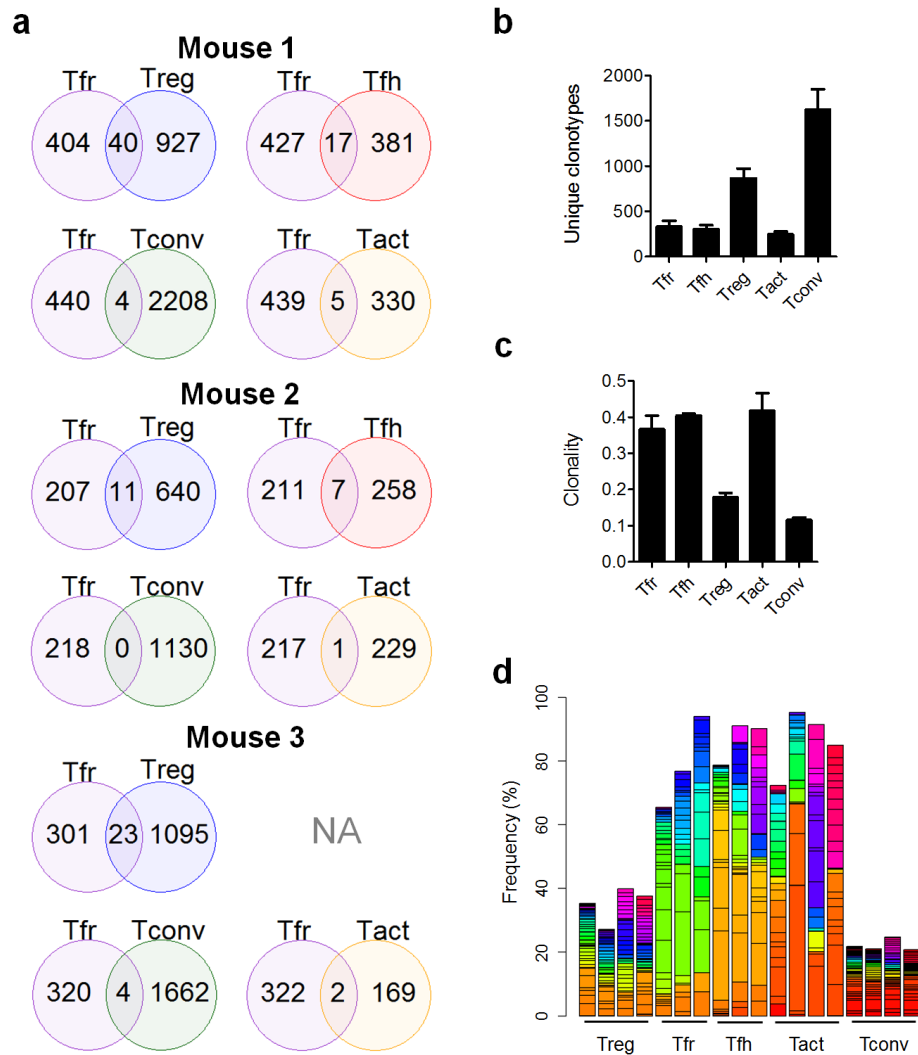 a
Mouse 1
Tfr Treg
404 40 927
Tfr Tfh
427 17 381
Tfr Tconv
440 4 2208
Tfr Tact
439 5 330
Mouse 2
Tfr Treg
207 11 640
Tfr Tfh
211 7 258
Tfr Tconv
218 0 1130
Tfr Tact
217 1 229
Mouse 3
Tfr Treg
301 23 1095
NA
Tfr Tconv
320 4 1662
Tfr Tact
322 2 169
b
Unique clonotypes
2000
1500
1000
500
0
Tfr Tfh Treg Tact Tconv
c
Clonality
0.5
0.4
0.3
0.2
0.1
0.0
Tfr Tfh Treg Tact Tconv
d
Frequency (%)
100
80
60
40
20
0
Treg Tfr Tfh Tact Tconv